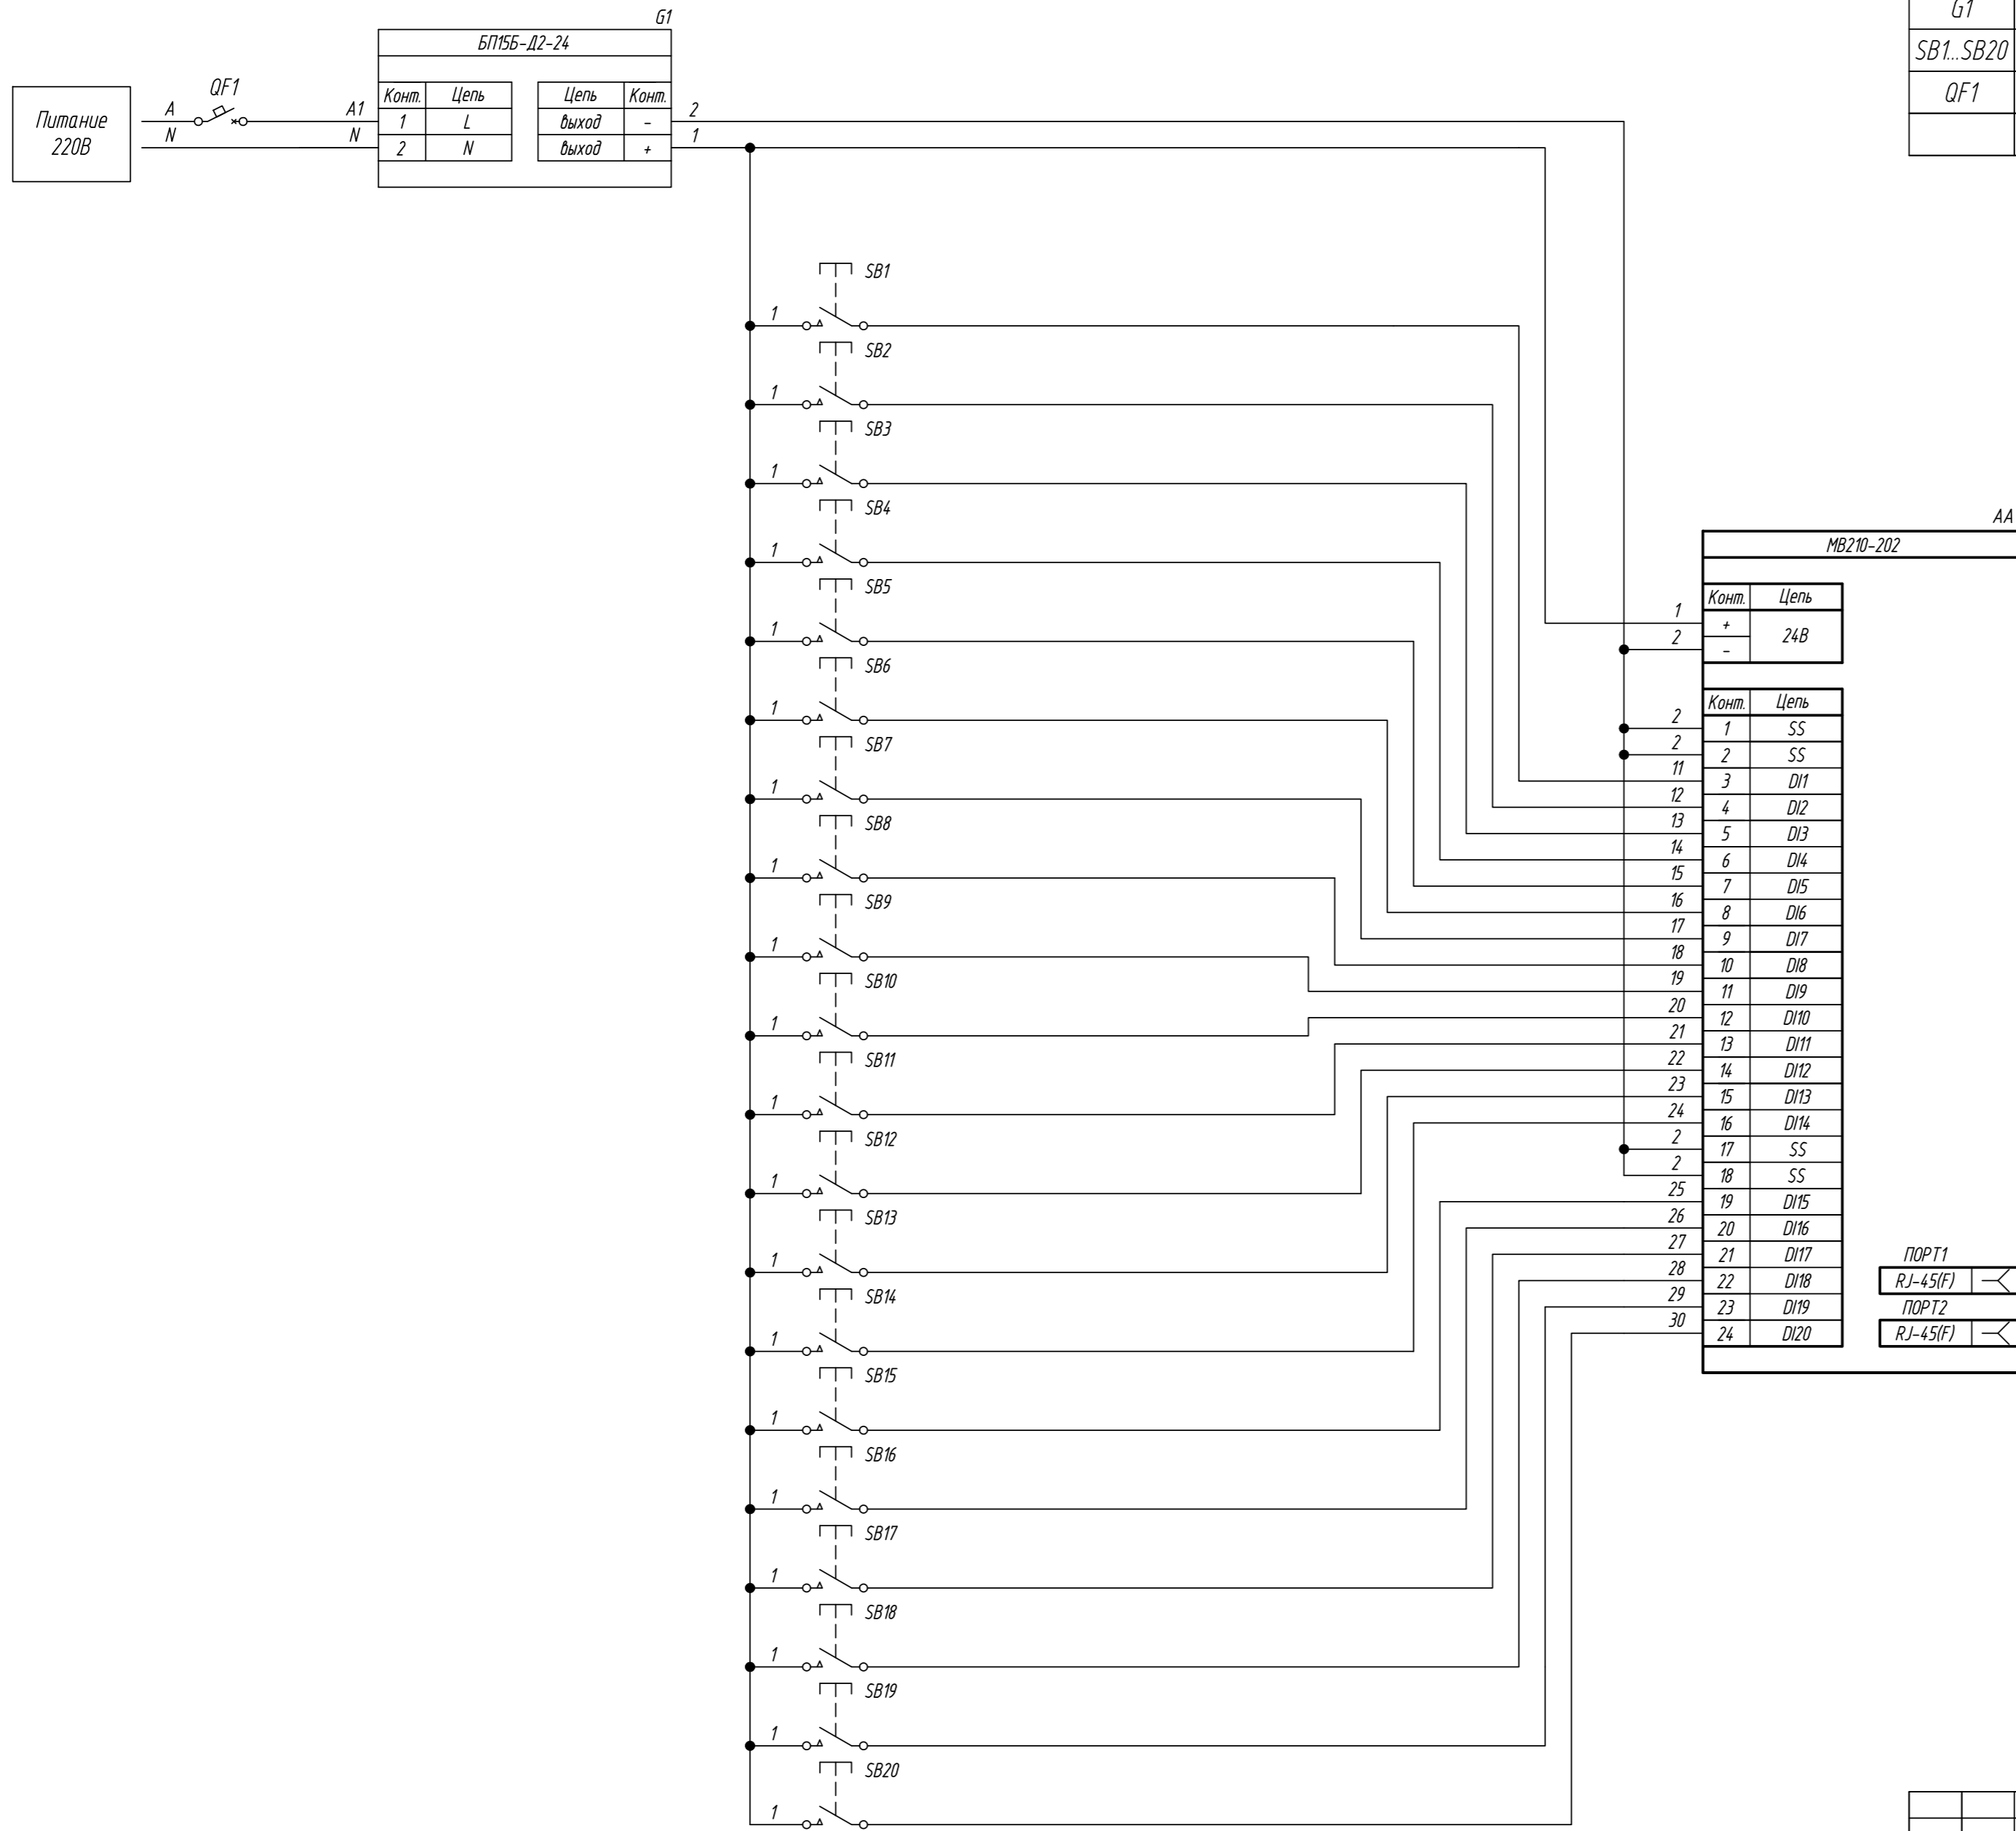 G1
SB1...SB20
QF1
G1
БП15Б-Д2-24
Питание
220В
A
QF1
A1
N
N
Конт. Цепь Цепь Конт.
1 L выход -
2 N выход +
2
1
SB1
1
SB2
1
SB3
1
SB4
1
SB5
1
SB6
1
SB7
1
SB8
1
SB9
1
SB10
1
SB11
1
SB12
1
SB13
1
SB14
1
SB15
1
SB16
1
SB17
1
SB18
1
SB19
1
SB20
1
AA
МВ210-202
Конт. Цепь
1 + 24В
2 -
Конт. Цепь
2 1 SS
2 2 SS
11 3 DI1
12 4 DI2
13 5 DI3
14 6 DI4
15 7 DI5
16 8 DI6
17 9 DI7
18 10 DI8
19 11 DI9
20 12 DI10
21 13 DI11
22 14 DI12
23 15 DI13
24 16 DI14
2 17 SS
2 18 SS
25 19 DI15
26 20 DI16
27 21 DI17
28 22 DI18
29 23 DI19
30 24 DI20
ПОРТ1
RJ-45(F)
ПОРТ2
RJ-45(F)